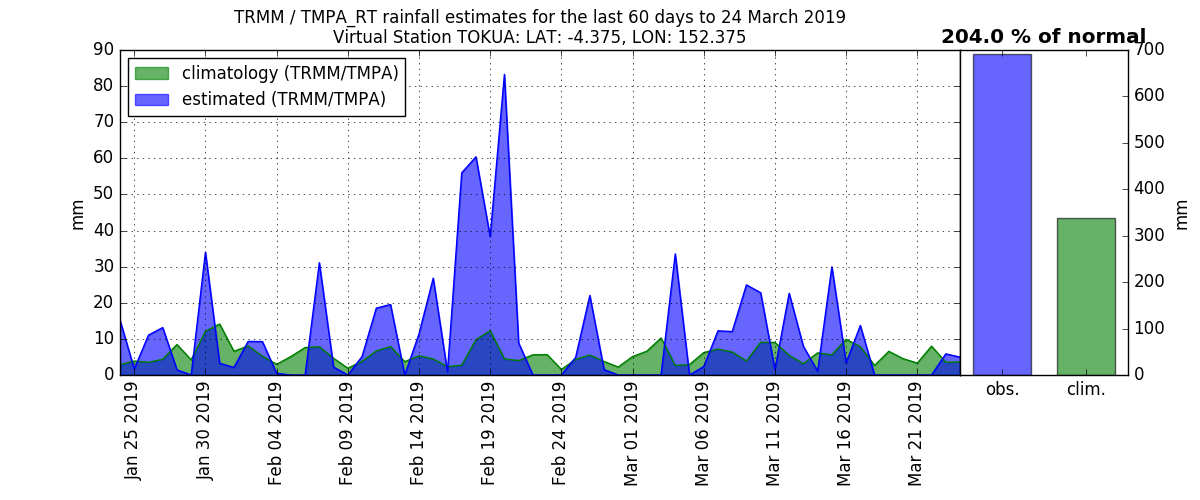 TRMM / TMPA_RT rainfall estimates for the last 60 days to 24 March 2019
Virtual Station TOKUA: LAT: -4.375, LON: 152.375
204.0 % of normal
climatology (TRMM/TMPA)
estimated (TRMM/TMPA)
90
80
70
60
50
40
30
20
10
0
mm
Jan 25 2019
Jan 30 2019
Feb 04 2019
Feb 09 2019
Feb 14 2019
Feb 19 2019
Feb 24 2019
Mar 01 2019
Mar 06 2019
Mar 11 2019
Mar 16 2019
Mar 21 2019
obs.
clim.
700
600
500
400
300
200
100
0
mm